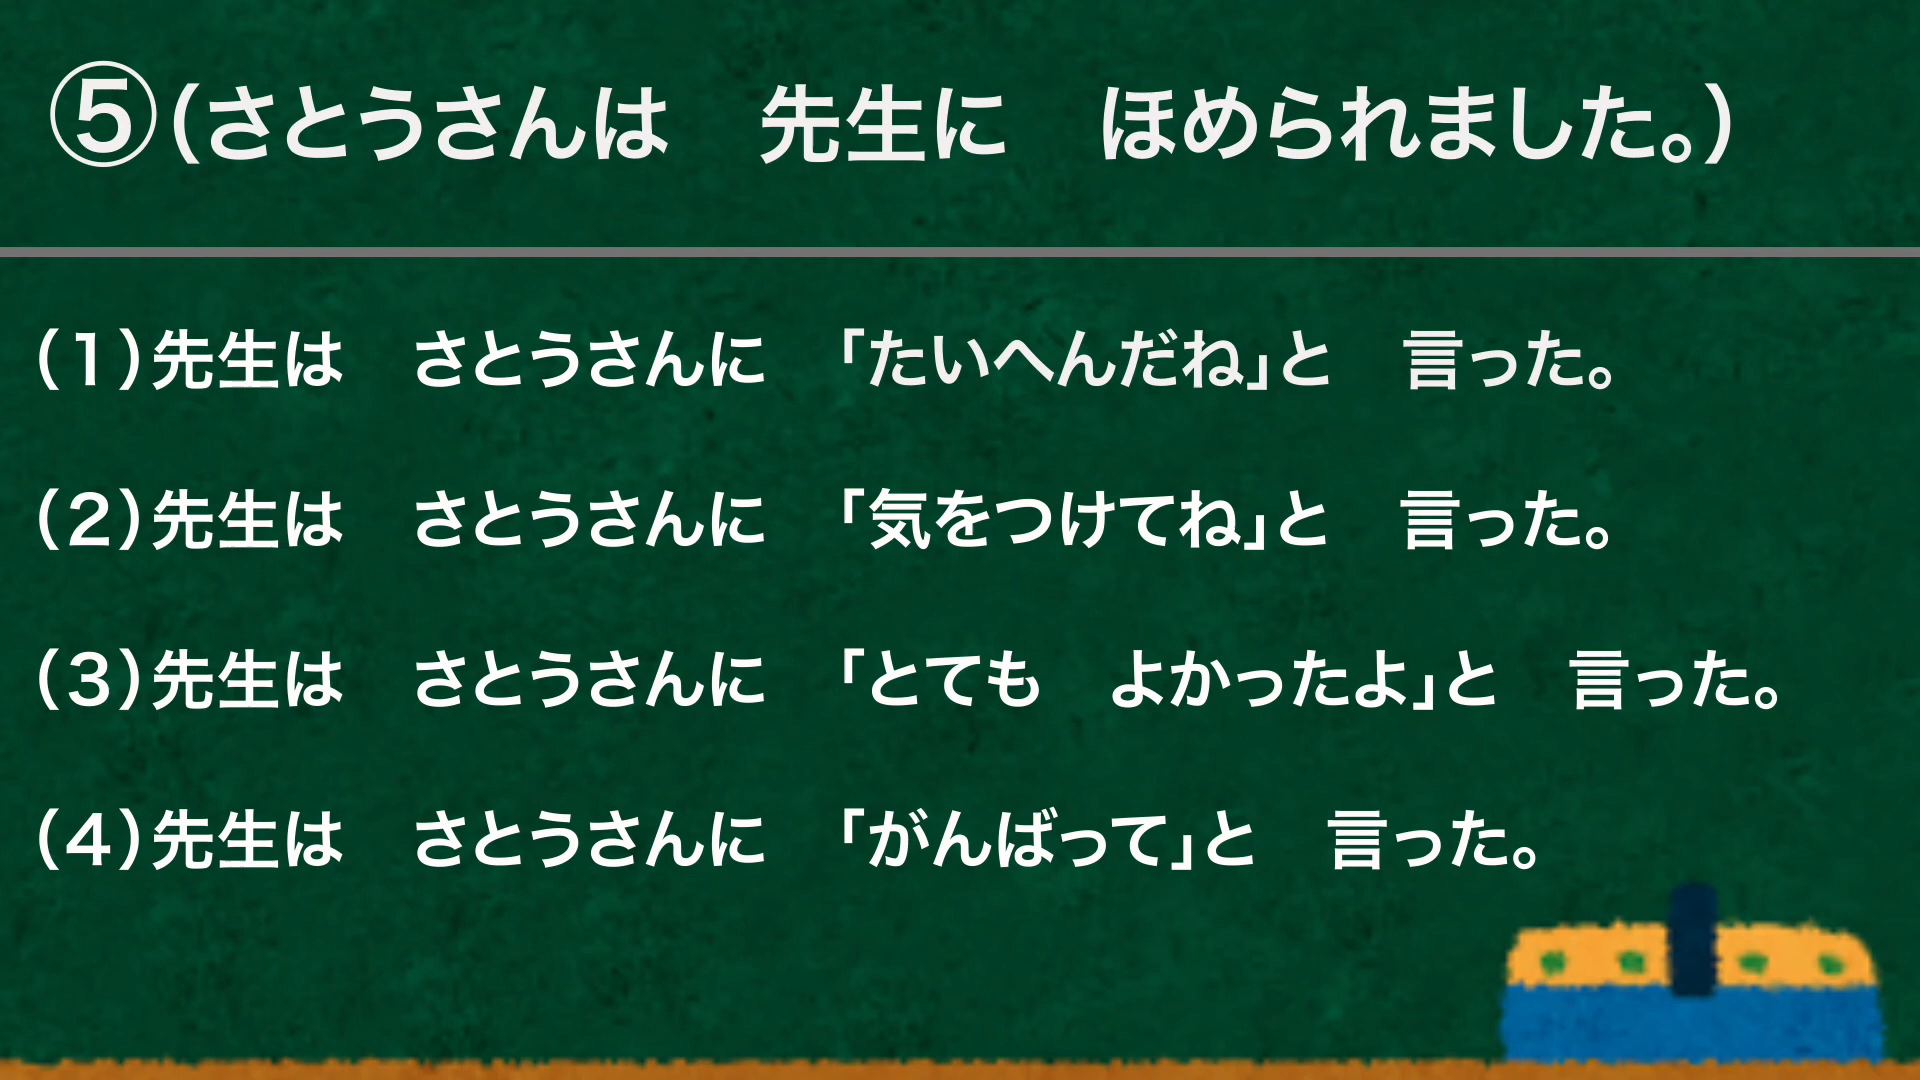 ⑤（さとうさんは　先生に　ほめられました。）
（1）先生は　さとうさんに　「たいへんだね」と　言った。
（2）先生は　さとうさんに　「気をつけてね」と　言った。
（3）先生は　さとうさんに　「とても　よかったよ」と　言った。
（4）先生は　さとうさんに　「がんばって」と　言った。